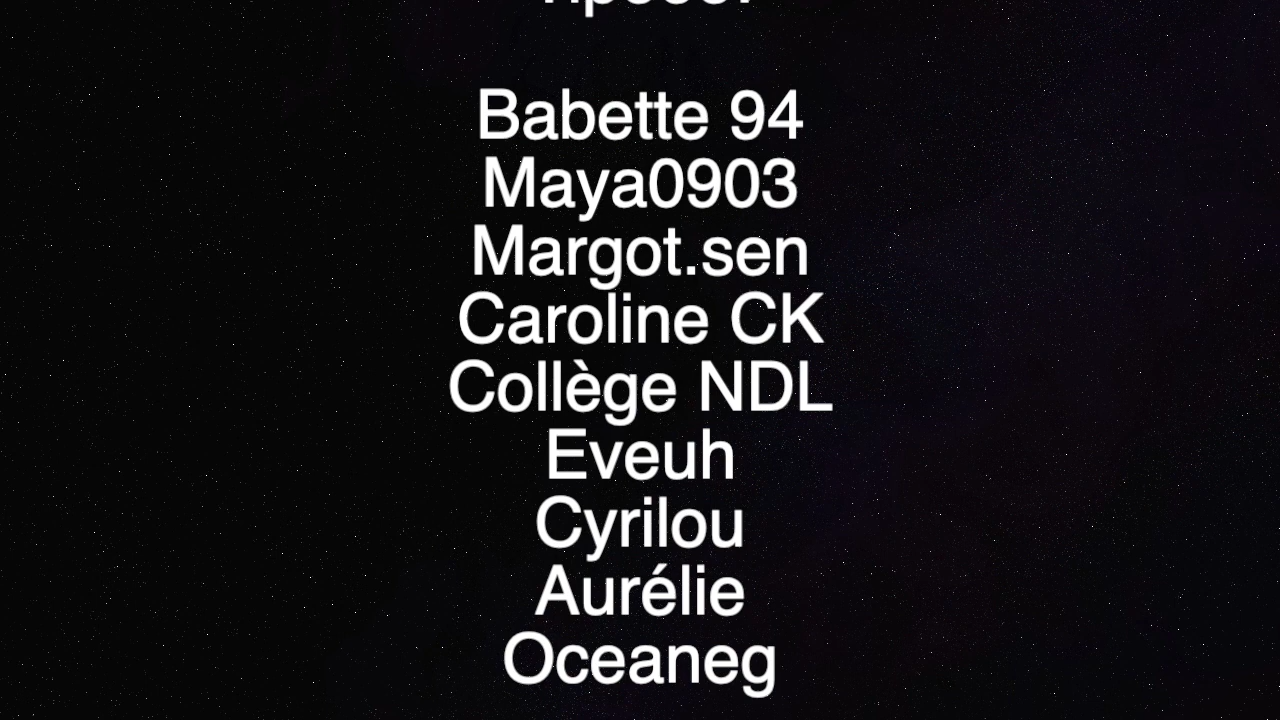 Babette 94
Maya0903
Margot.sen
Caroline CK
Collège NDL
Eveuh
Cyrilou
Aurélie
Oceaneg